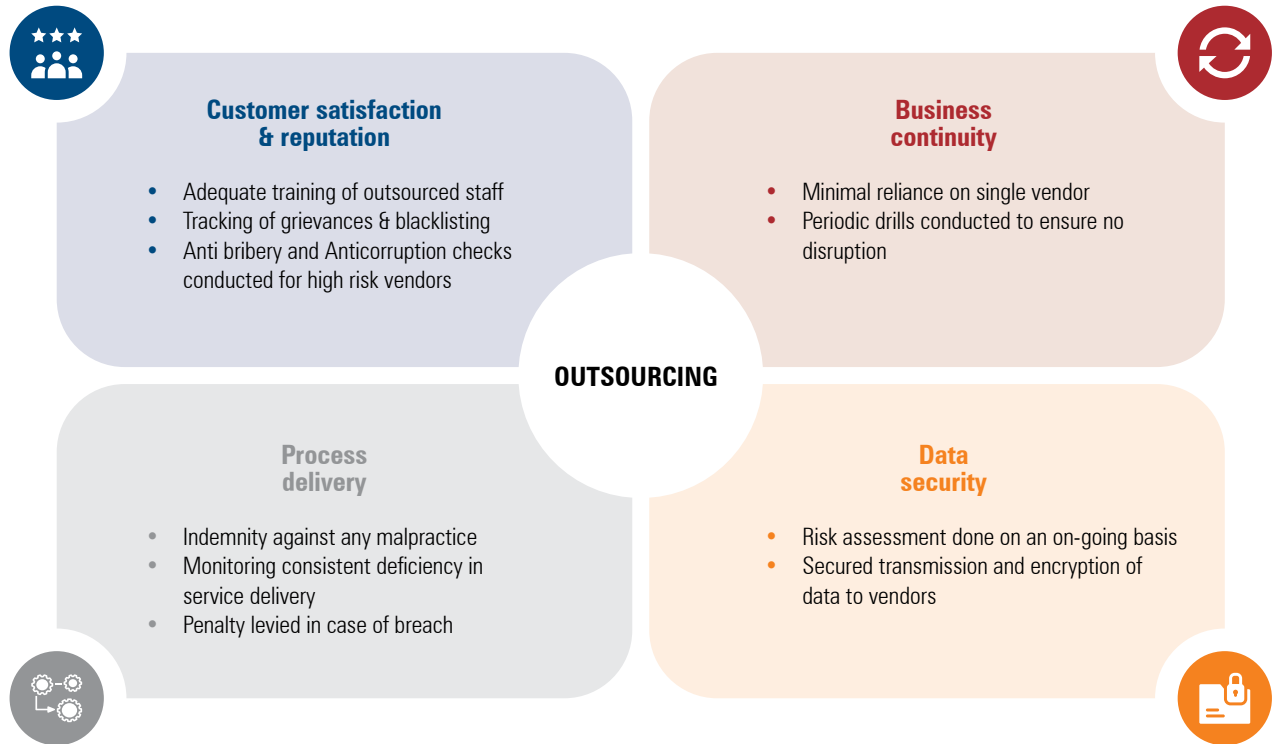 Customer satisfaction
& reputation
• Adequate training of outsourced staff
• Tracking of grievances & blacklisting
• Anti bribery and Anticorruption checks
conducted for high risk vendors
Business
continuity
• Minimal reliance on single vendor
• Periodic drills conducted to ensure no
disruption
OUTSOURCING
Process
delivery
• Indemnity against any malpractice
• Monitoring consistent deficiency in
service delivery
• Penalty levied in case of breach
Data
security
• Risk assessment done on an on-going basis
• Secured transmission and encryption of
data to vendors